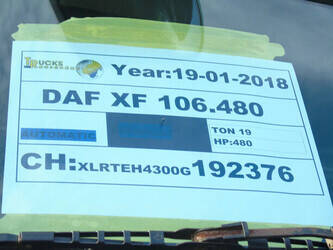 TRUCKS
Year:19-01-2018
DAF XF 106.480
AUTOMATIC
TON 19
HP:480
CH:XLRTEH4300G192376